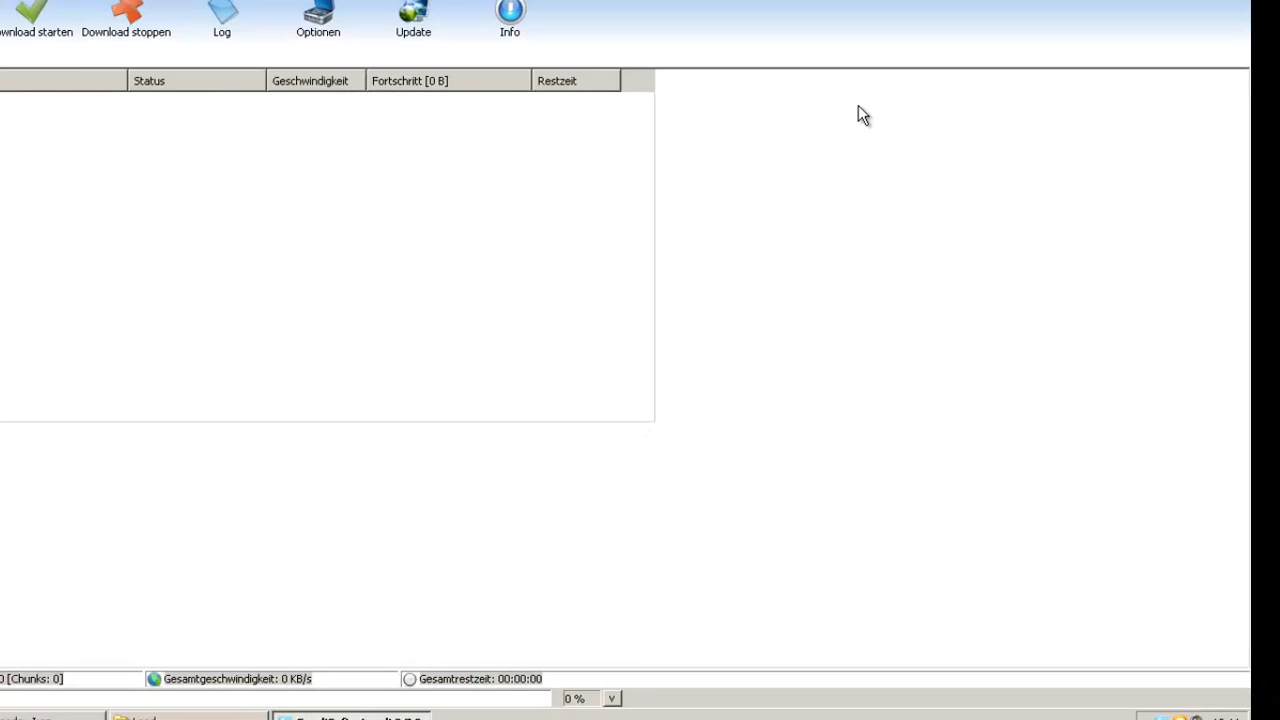 wnload starten Download stoppen Log Optionen Update Info
Status Geschwindigkeit Fortschritt [0 B] Restzeit
0 [Chunks: 0] Gesamtgeschwindigkeit: 0 KB/s Gesamtrestzeit: 00:00:00
0 % v